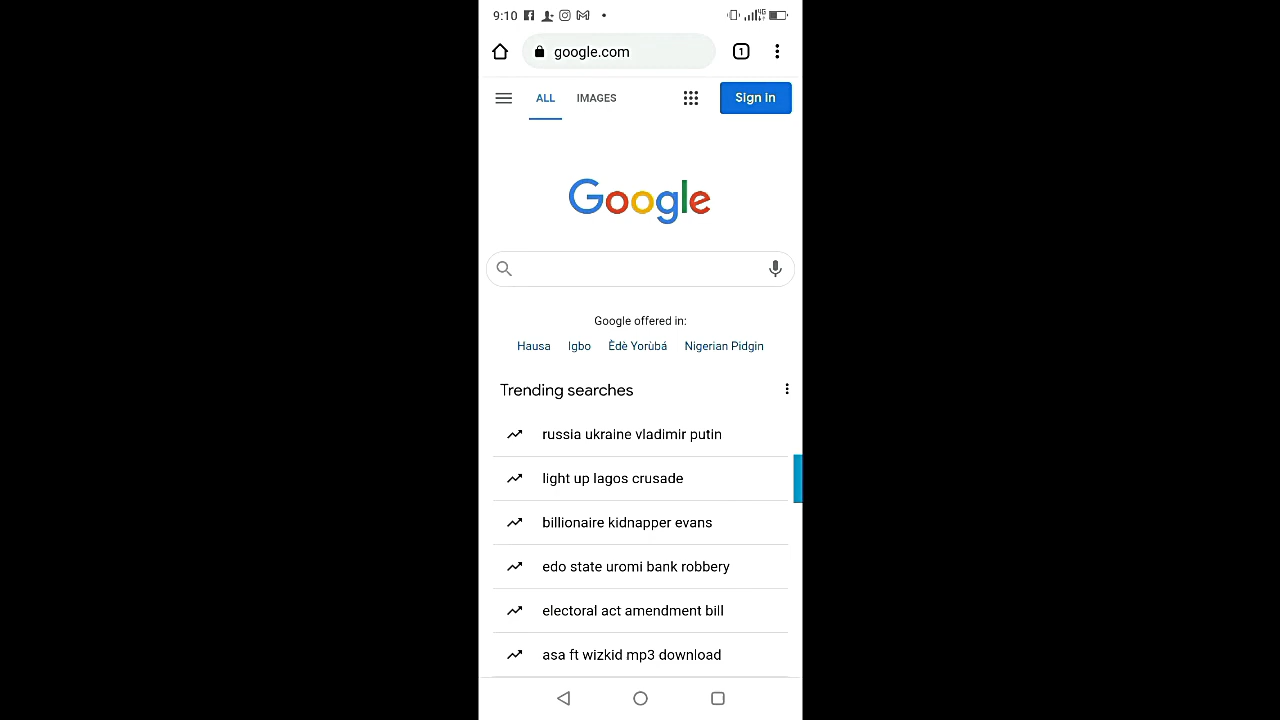 9:10
4G
google.com
1
ALL IMAGES Sign in
Google
Google offered in:
Hausa Igbo Èdè Yorùbá Nigerian Pidgin
Trending searches
russia ukraine vladimir putin
light up lagos crusade
billionaire kidnapper evans
edo state uromi bank robbery
electoral act amendment bill
asa ft wizkid mp3 download